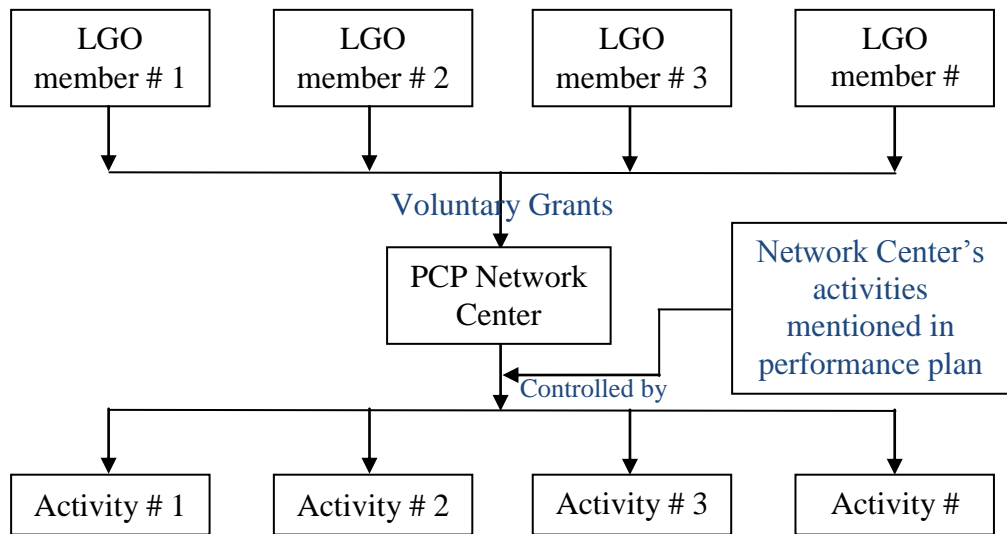 LGO
member # 1
LGO
member # 2
LGO
member # 3
LGO
member #
Voluntary Grants
PCP Network
Center
Network Center’s
activities
mentioned in
performance plan
Controlled by
Activity # 1
Activity # 2
Activity # 3
Activity #